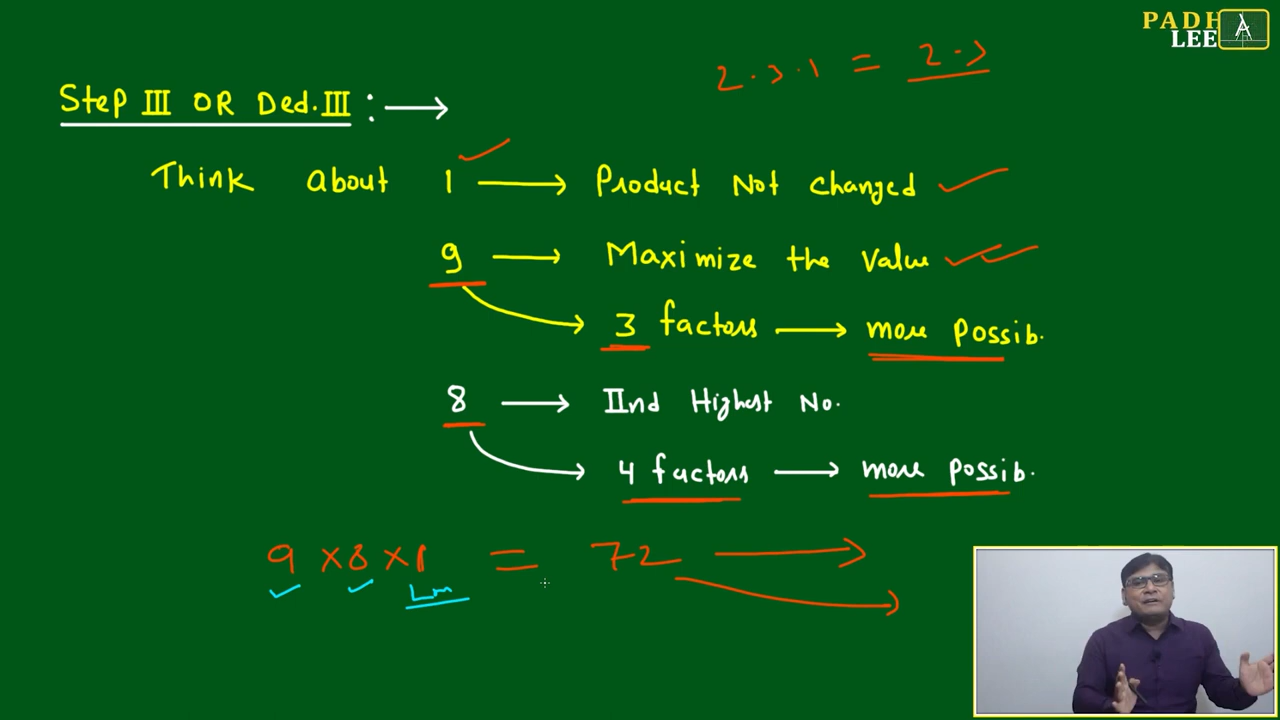 PADH
LEE
2·3·1 = 2·3
Step III OR Ded.III :→
Think about 1 → Product Not changed
9 → Maximize the value
3 factors → more possib.
8 → IInd Highest No.
4 factors → more possib.
9 × 8 × 1 = 72 →